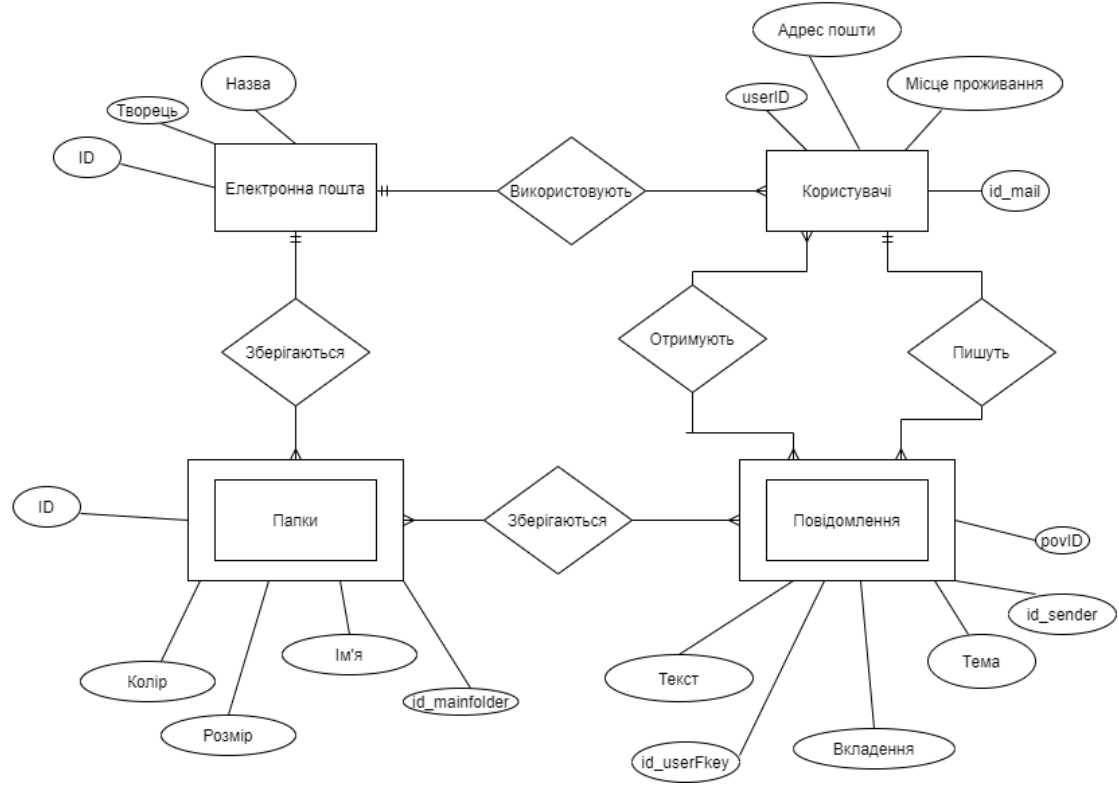 Адрес пошти
Назва
Місце проживання
userID
Творець
ID
Електронна пошта
Використовують
Користувачі
id_mail
Зберігаються
Отримують
Пишуть
ID
Папки
Зберігаються
Повідомлення
povID
id_sender
Ім'я
Тема
Колір
Текст
id_mainfolder
Розмір
Вкладення
id_userFkey